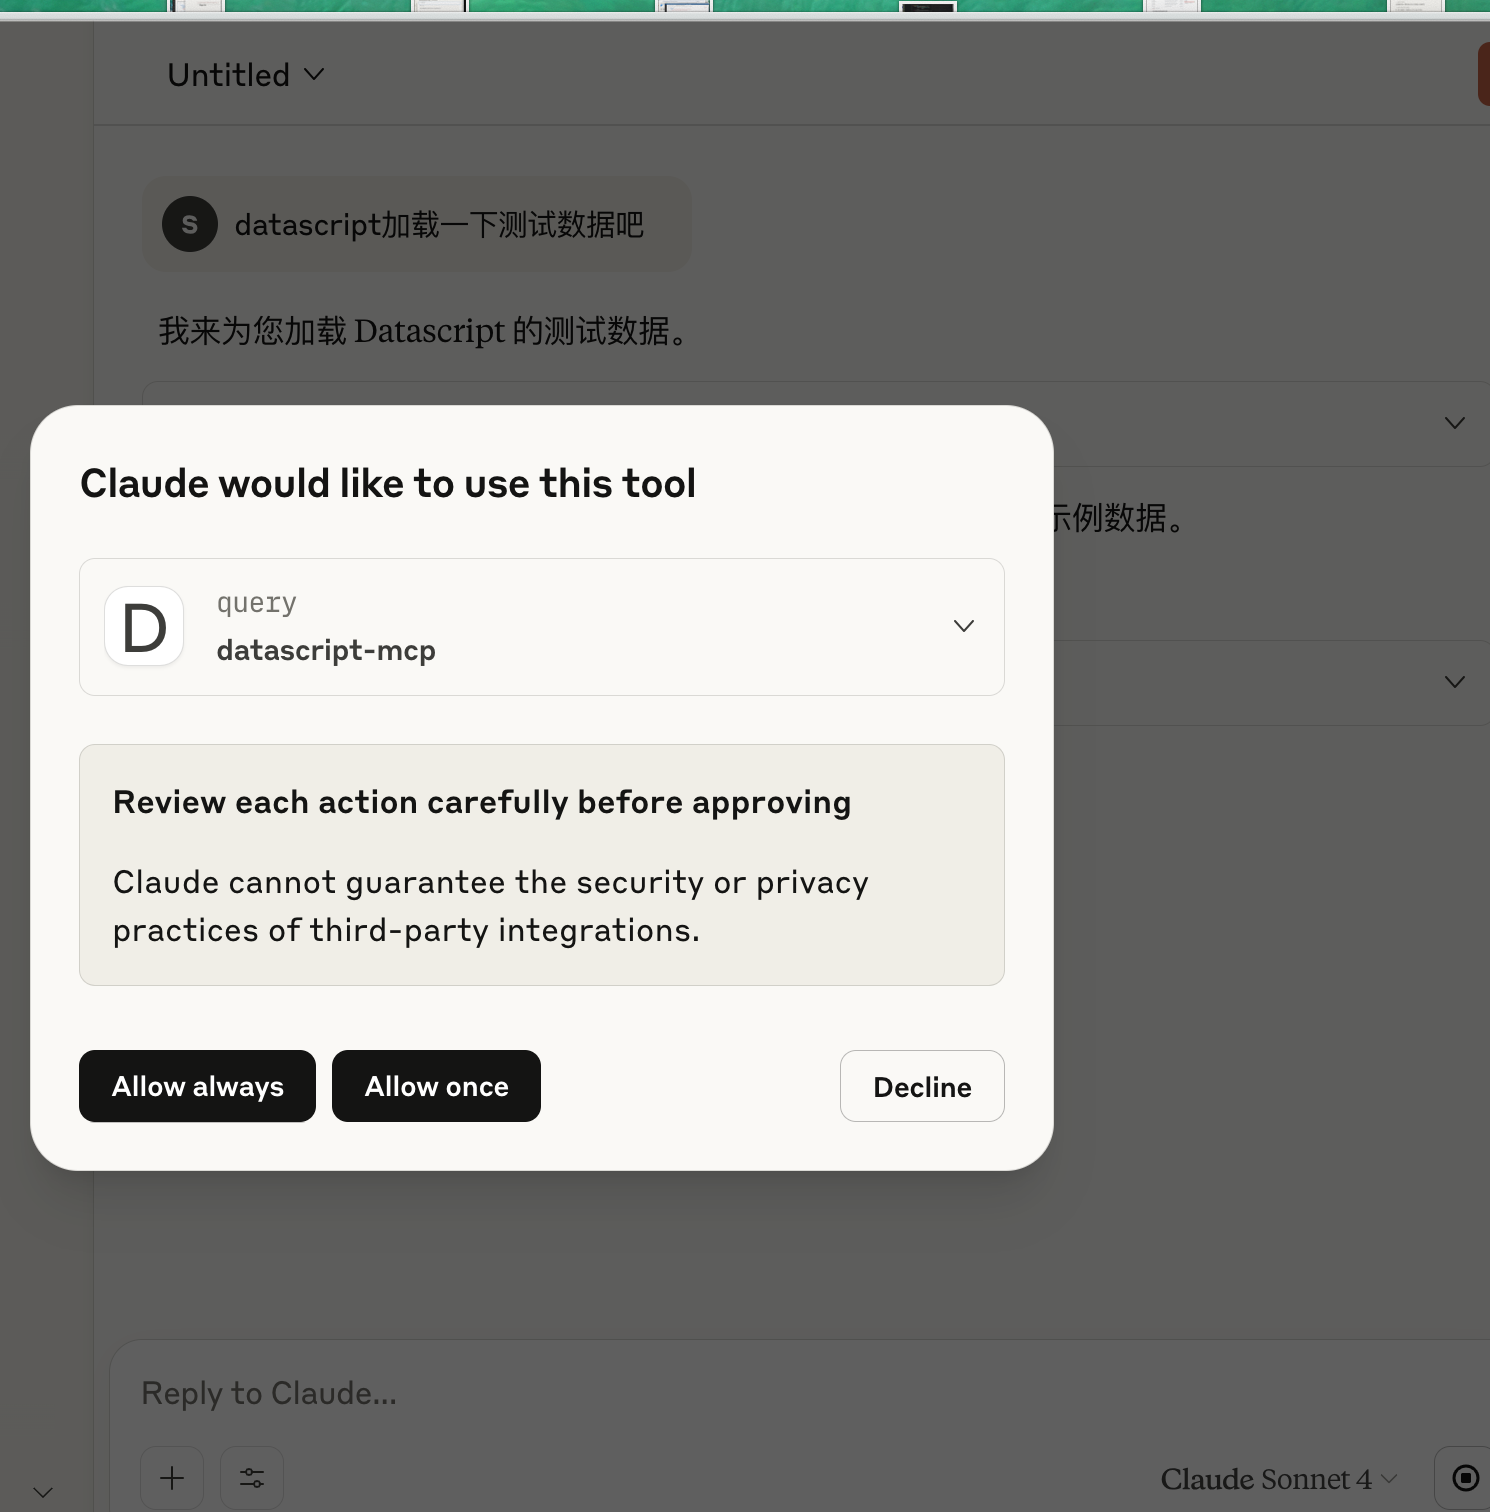 Untitled
S
datascript加载一下测试数据吧
我来为您加载 Datascript 的测试数据。
示例数据。
Claude would like to use this tool
D
query
datascript-mcp
Review each action carefully before approving
Claude cannot guarantee the security or privacy
practices of third-party integrations.
Allow always
Allow once
Decline
Reply to Claude...
Claude Sonnet 4